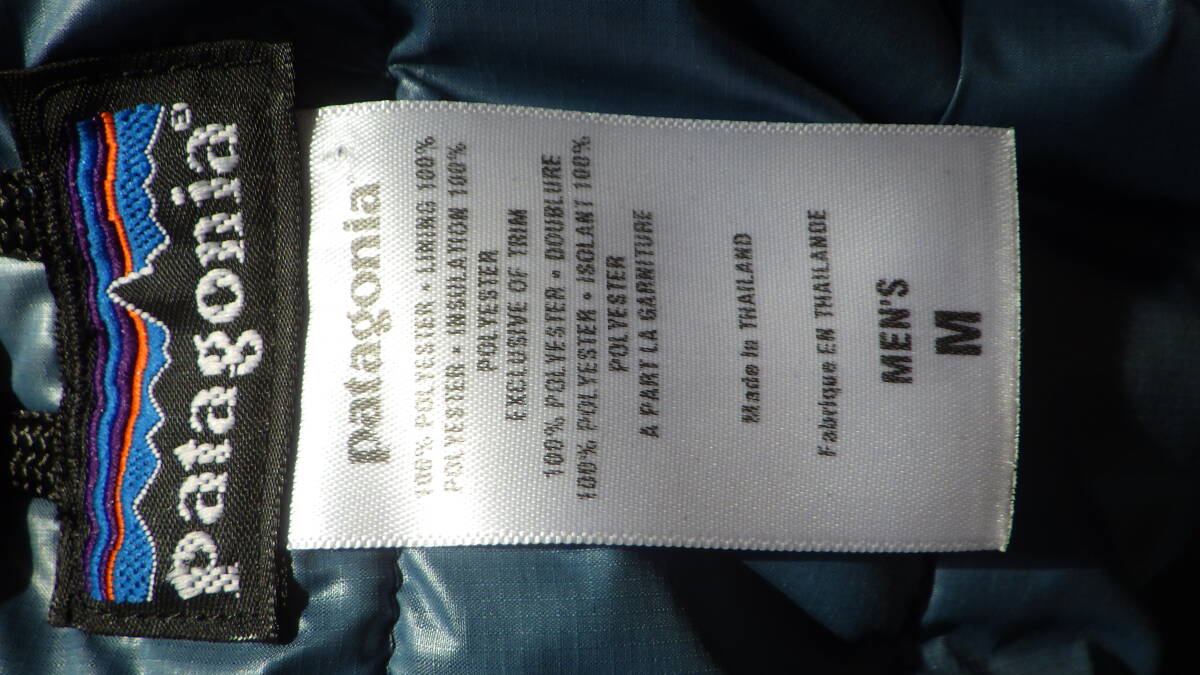 patagonia®
patagonia
100% POLYESTER • LINING 100%
POLYESTER • INSULATION 100%
POLYESTER
EXCLUSIVE OF TRIM
100% POLYESTER • DOUBLURE
100% POLYESTER • ISOLANT 100%
POLYESTER
A PART LA GARNITURE
Made in THAILAND
Fabrique EN THAILANDE
MEN'S
M